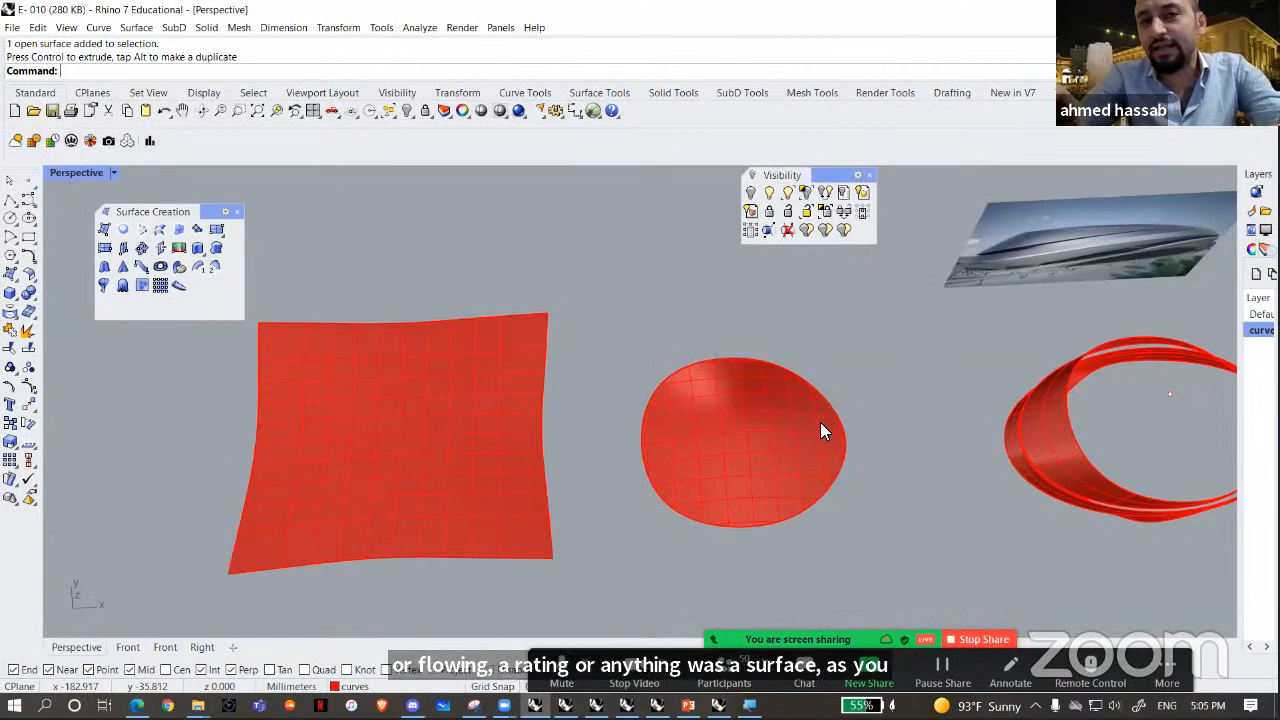 E- 010 (280 KB) - Rhino 7 Educational - [Perspective]
File Edit View Curve Surface SubD Solid Mesh Dimension Transform Tools Analyze Render Panels Help
1 open surface added to selection.
Press Control to extrude, tap Alt to make a duplicate
Command:
ahmed hassab
Standard CPlanes Set View Display Select Viewport Layout Visibility Transform Curve Tools Surface Tools Solid Tools SubD Tools Mesh Tools Render Tools Drafting New in V7
Perspective
Visibility
Layers
Surface Creation
Layer
Defau
curve
y
z
x
You are screen sharing LIVE Stop Share
zoom
Perspective Front Front Right
or flowing, a rating or anything was a surface, as you
End Near Point Mid Cen Int Perp Tan Quad Knot
Mute Stop Video Participants Chat New Share Pause Share Annotate Remote Control More
CPlane x -182.917 y -35.812 z 0.000 Millimeters curves Grid Snap
55% 93°F Sunny 5:05 PM